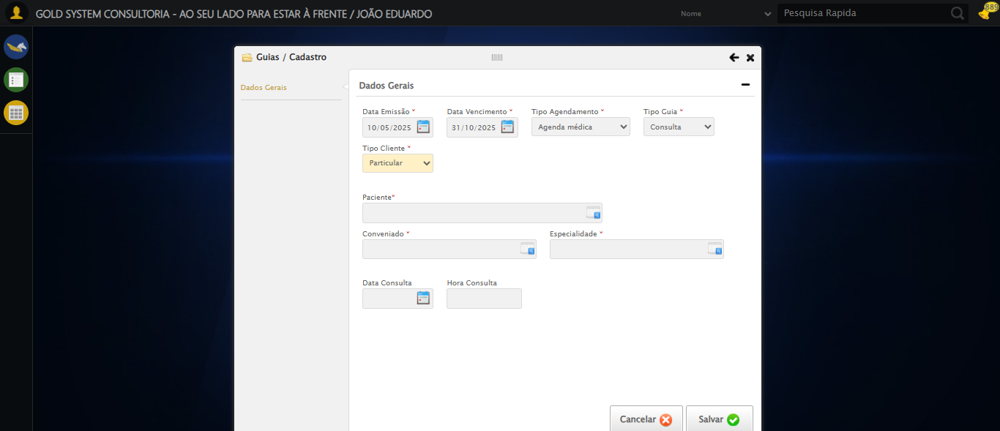 GOLD SYSTEM CONSULTORIA - AO SEU LADO PARA ESTAR À FRENTE / JOÃO EDUARDO
Nome
Pesquisa Rapida
889
Guias / Cadastro
Dados Gerais
Dados Gerais
Data Emissão * Data Vencimento * Tipo Agendamento * Tipo Guia *
10/05/2025 31/10/2025 Agenda médica Consulta
Tipo Cliente *
Particular
Paciente*
Conveniado * Especialidade *
Data Consulta Hora Consulta
Cancelar Salvar